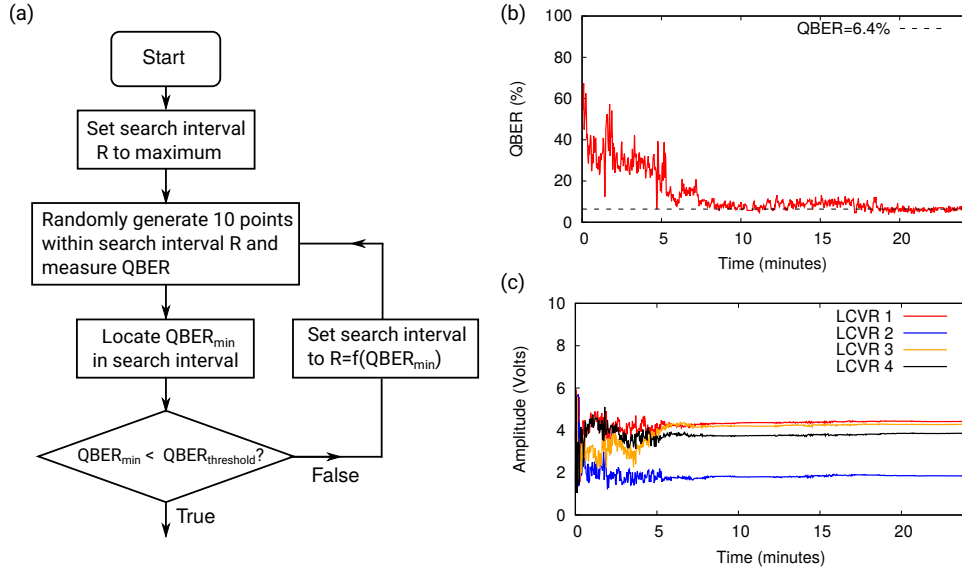 (a)
Start
Set search interval
R to maximum
Randomly generate 10 points
within search interval R and
measure QBER
Locate QBERmin
in search interval
Set search interval
to R=f(QBERmin)
QBERmin < QBERthreshold?
False
True
(b)
QBER=6.4%
100
80
60
40
20
0
QBER (%)
0 5 10 15 20
Time (minutes)
(c)
LCVR 1
LCVR 2
LCVR 3
LCVR 4
10
8
6
4
2
0
Amplitude (Volts)
0 5 10 15 20
Time (minutes)